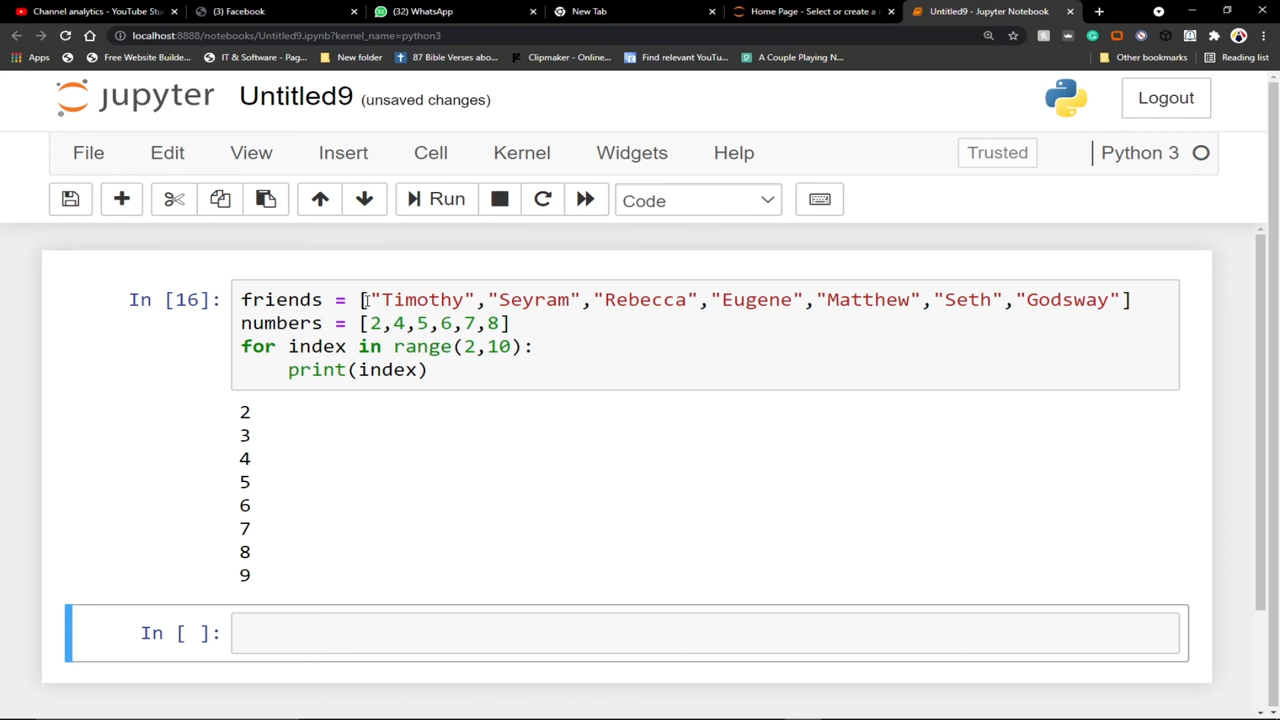 Channel analytics - YouTube Stu
(3) Facebook
(32) WhatsApp
New Tab
Home Page - Select or create a
Untitled9 - Jupyter Notebook
localhost:8888/notebooks/Untitled9.ipynb?kernel_name=python3
Apps
Free Website Builde...
IT & Software - Pag...
New folder
87 Bible Verses abo...
Clipmaker - Online...
Find relevant YouTu...
A Couple Playing N...
Other bookmarks
Reading list
jupyter Untitled9 (unsaved changes)
Logout
File Edit View Insert Cell Kernel Widgets Help
Trusted
Python 3
Run
Code
In [16]: friends = ["Timothy","Seyram","Rebecca","Eugene","Matthew","Seth","Godsway"]
numbers = [2,4,5,6,7,8]
for index in range(2,10):
    print(index)
2
3
4
5
6
7
8
9
In [ ]: